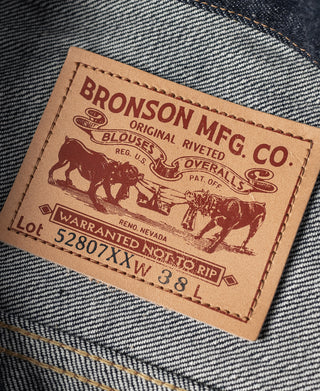 BRONSON MFG. CO.
ORIGINAL RIVETED
BLOUSES OVERALLS
REG. U.S. PAT. OFF
RENO. NEVADA
WARRANTED NOT TO RIP
Lot 52807XX W 38 L